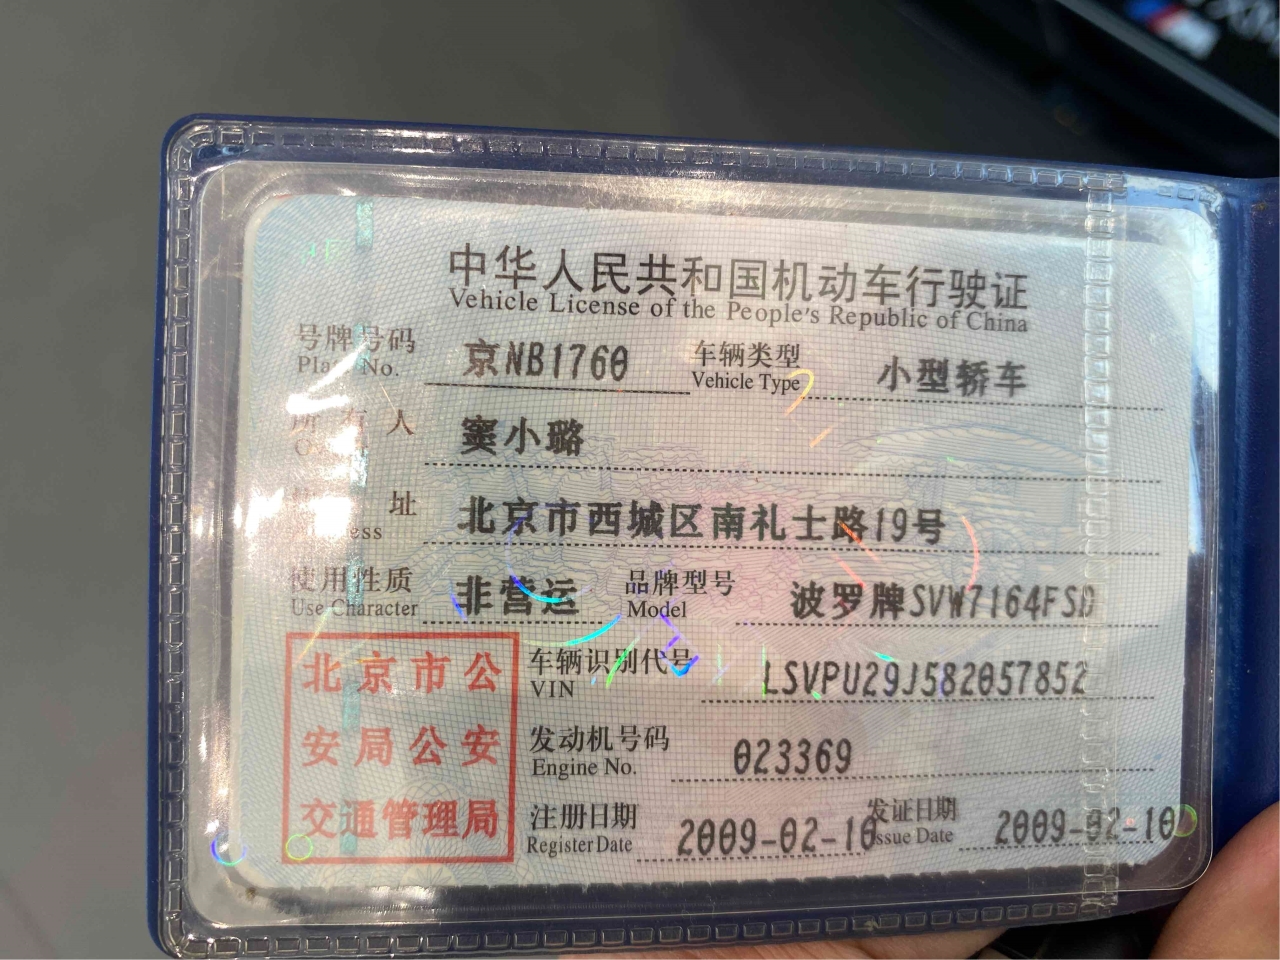 中华人民共和国机动车行驶证
Vehicle License of the People's Republic of China
号牌号码 京NB1760 车辆类型 小型轿车
Plate No. Vehicle Type
所有人 窦小璐
住址 北京市西城区南礼士路19号
Address
使用性质 非营运 品牌型号 波罗牌SVW7164FSD
Use Character Model
北京市公
安局公安
交通管理局
车辆识别代号 LSVPU29J582057852
VIN
发动机号码 023369
Engine No.
注册日期 2009-02-10 发证日期 2009-02-10
Register Date Issue Date